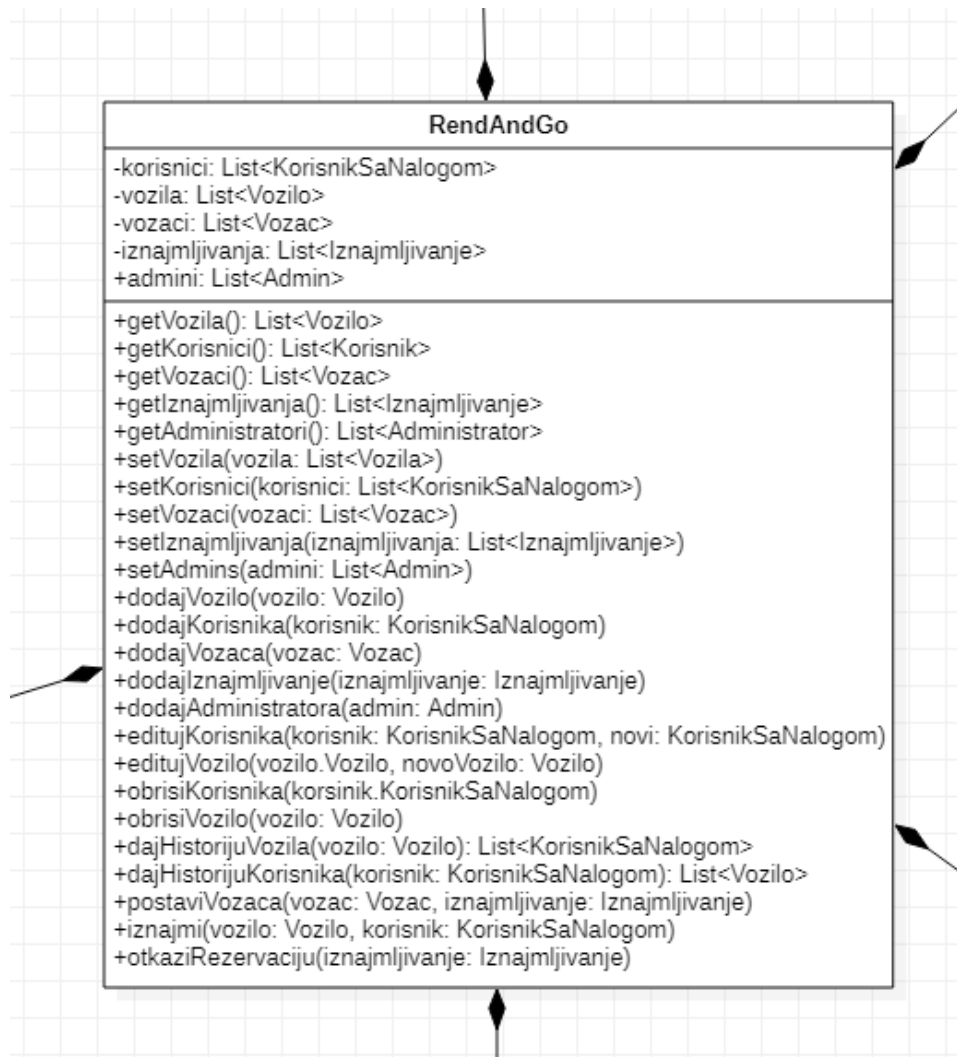 RendAndGo
-korisnici: List<KorisnikSaNalogom>
-vozila: List<Vozilo>
-vozaci: List<Vozac>
-iznajmljivanja: List<Iznajmljivanje>
+admini: List<Admin>
+getVozila(): List<Vozilo>
+getKorisnici(): List<Korisnik>
+getVozaci(): List<Vozac>
+getIznajmljivanja(): List<Iznajmljivanje>
+getAdministratori(): List<Administrator>
+setVozila(vozila: List<Vozila>)
+setKorisnici(korisnici: List<KorisnikSaNalogom>)
+setVozaci(vozaci: List<Vozac>)
+setIznajmljivanja(iznajmljivanja: List<Iznajmljivanje>)
+setAdmins(admini: List<Admin>)
+dodajVozilo(vozilo: Vozilo)
+dodajKorisnika(korisnik: KorisnikSaNalogom)
+dodajVozaca(vozac: Vozac)
+dodajIznajmljivanje(iznajmljivanje: Iznajmljivanje)
+dodajAdministratora(admin: Admin)
+editujKorisnika(korisnik: KorisnikSaNalogom, novi: KorisnikSaNalogom)
+editujVozilo(vozilo.Vozilo, novoVozilo: Vozilo)
+obrisiKorisnika(korsinik.KorisnikSaNalogom)
+obrisiVozilo(vozilo: Vozilo)
+dajHistorijuVozila(vozilo: Vozilo): List<KorisnikSaNalogom>
+dajHistorijuKorisnika(korisnik: KorisnikSaNalogom): List<Vozilo>
+postaviVozaca(vozac: Vozac, iznajmljivanje: Iznajmljivanje)
+iznajmi(vozilo: Vozilo, korisnik: KorisnikSaNalogom)
+otkaziRezervaciju(iznajmljivanje: Iznajmljivanje)